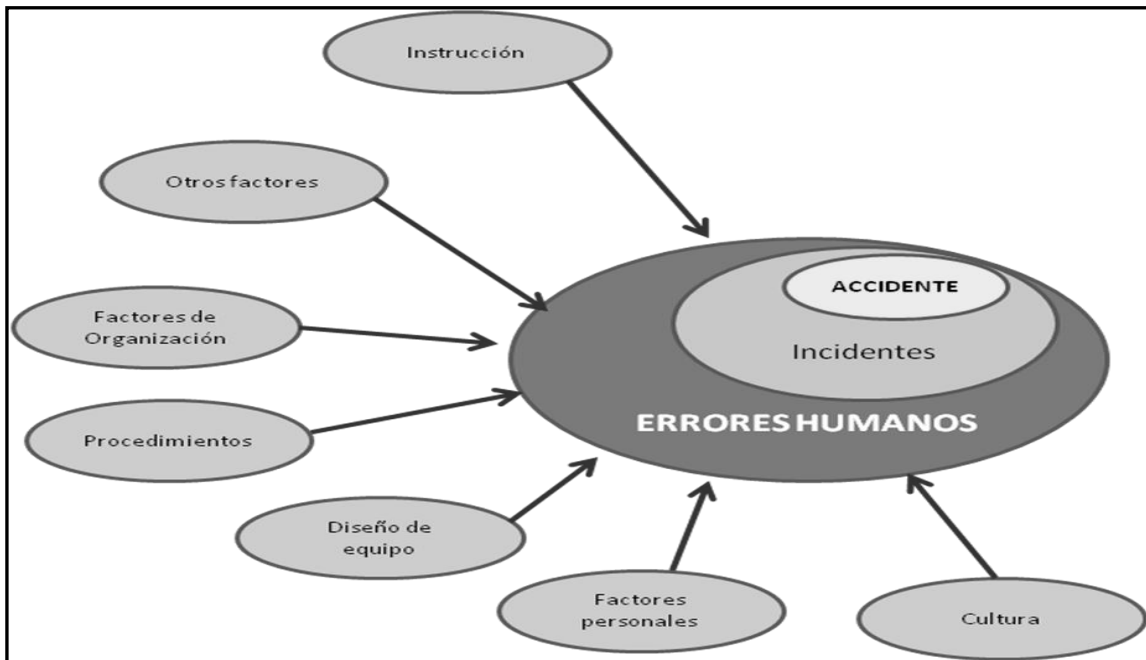 Instrucción
Otros factores
Factores de
Organización
Procedimientos
Diseño de
equipo
Factores
personales
Cultura
ACCIDENTE
Incidentes
ERRORES HUMANOS